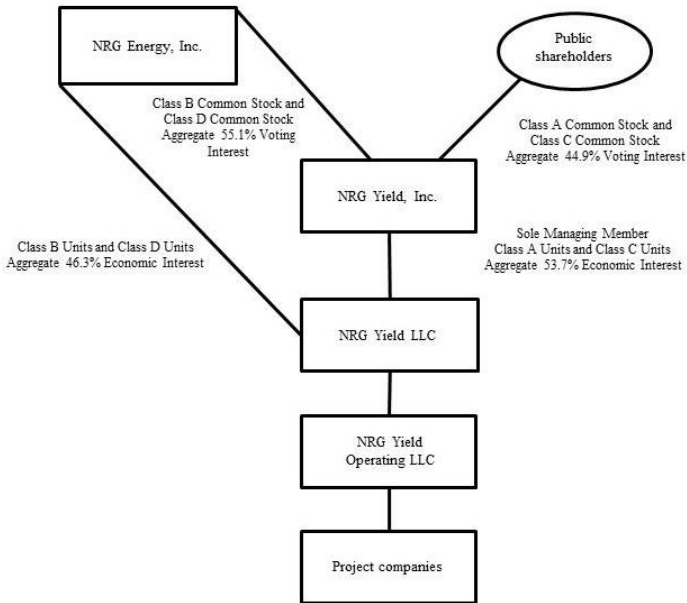 NRG Energy, Inc.
Public
shareholders
Class B Common Stock and
Class D Common Stock
Aggregate 55.1% Voting
Interest
Class A Common Stock and
Class C Common Stock
Aggregate 44.9% Voting Interest
NRG Yield, Inc.
Class B Units and Class D Units
Aggregate 46.3% Economic Interest
Sole Managing Member
Class A Units and Class C Units
Aggregate 53.7% Economic Interest
NRG Yield LLC
NRG Yield
Operating LLC
Project companies